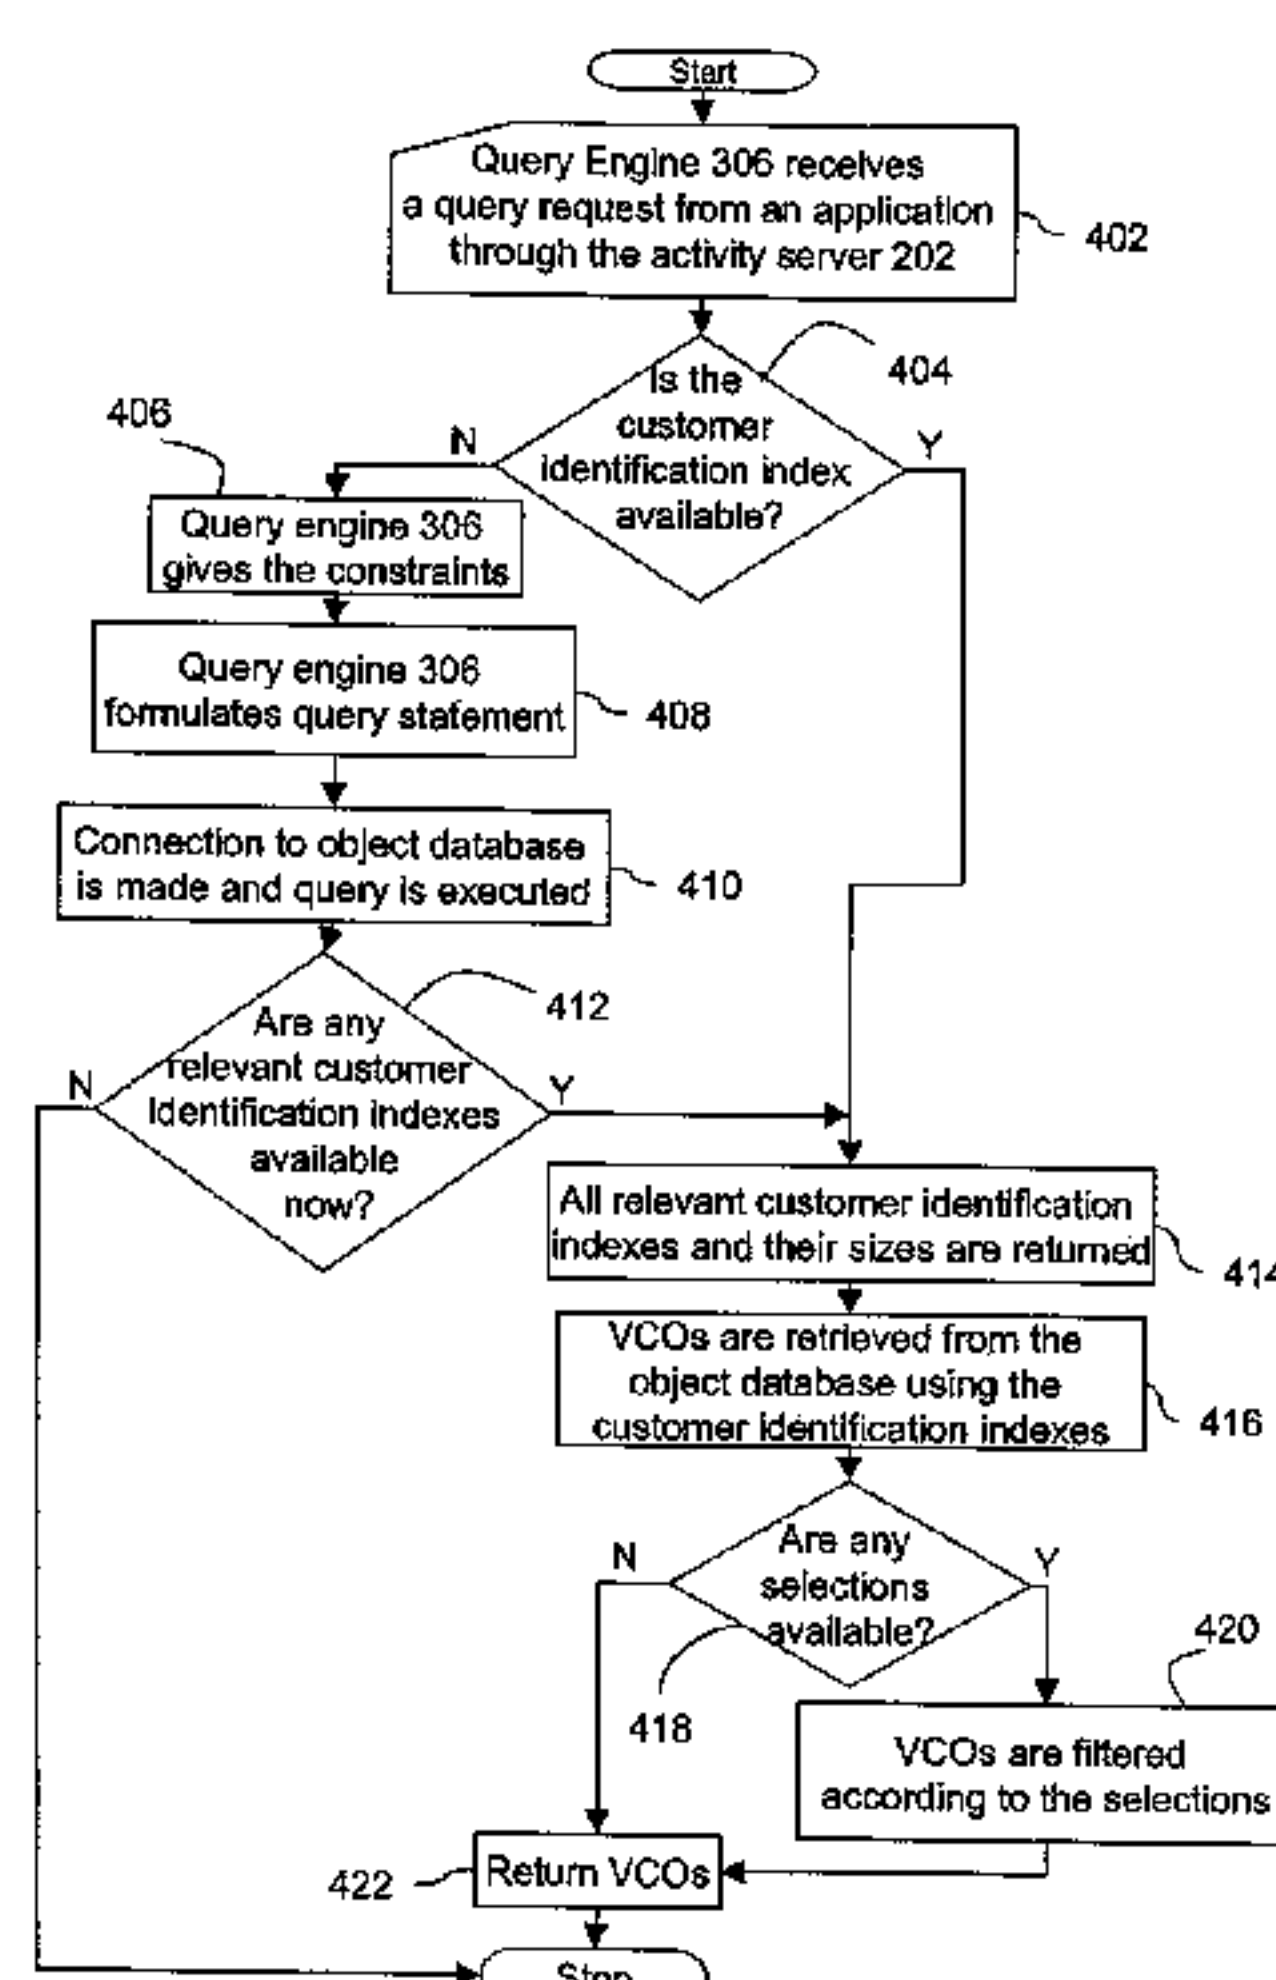 Start
Query Engine 306 receives
a query request from an application
through the activity server 202
402
404
Is the
customer
identification index
available?
N
Y
406
Query engine 306
gives the constraints
Query engine 306
formulates query statement
408
Connection to object database
is made and query is executed
410
412
Are any
relevant customer
identification indexes
available
now?
N
Y
All relevant customer identification
indexes and their sizes are returned
414
VCOs are retrieved from the
object database using the
customer identification indexes
416
Are any
selections
available?
N
Y
418
420
VCOs are filtered
according to the selections
422
Return VCOs
Stop